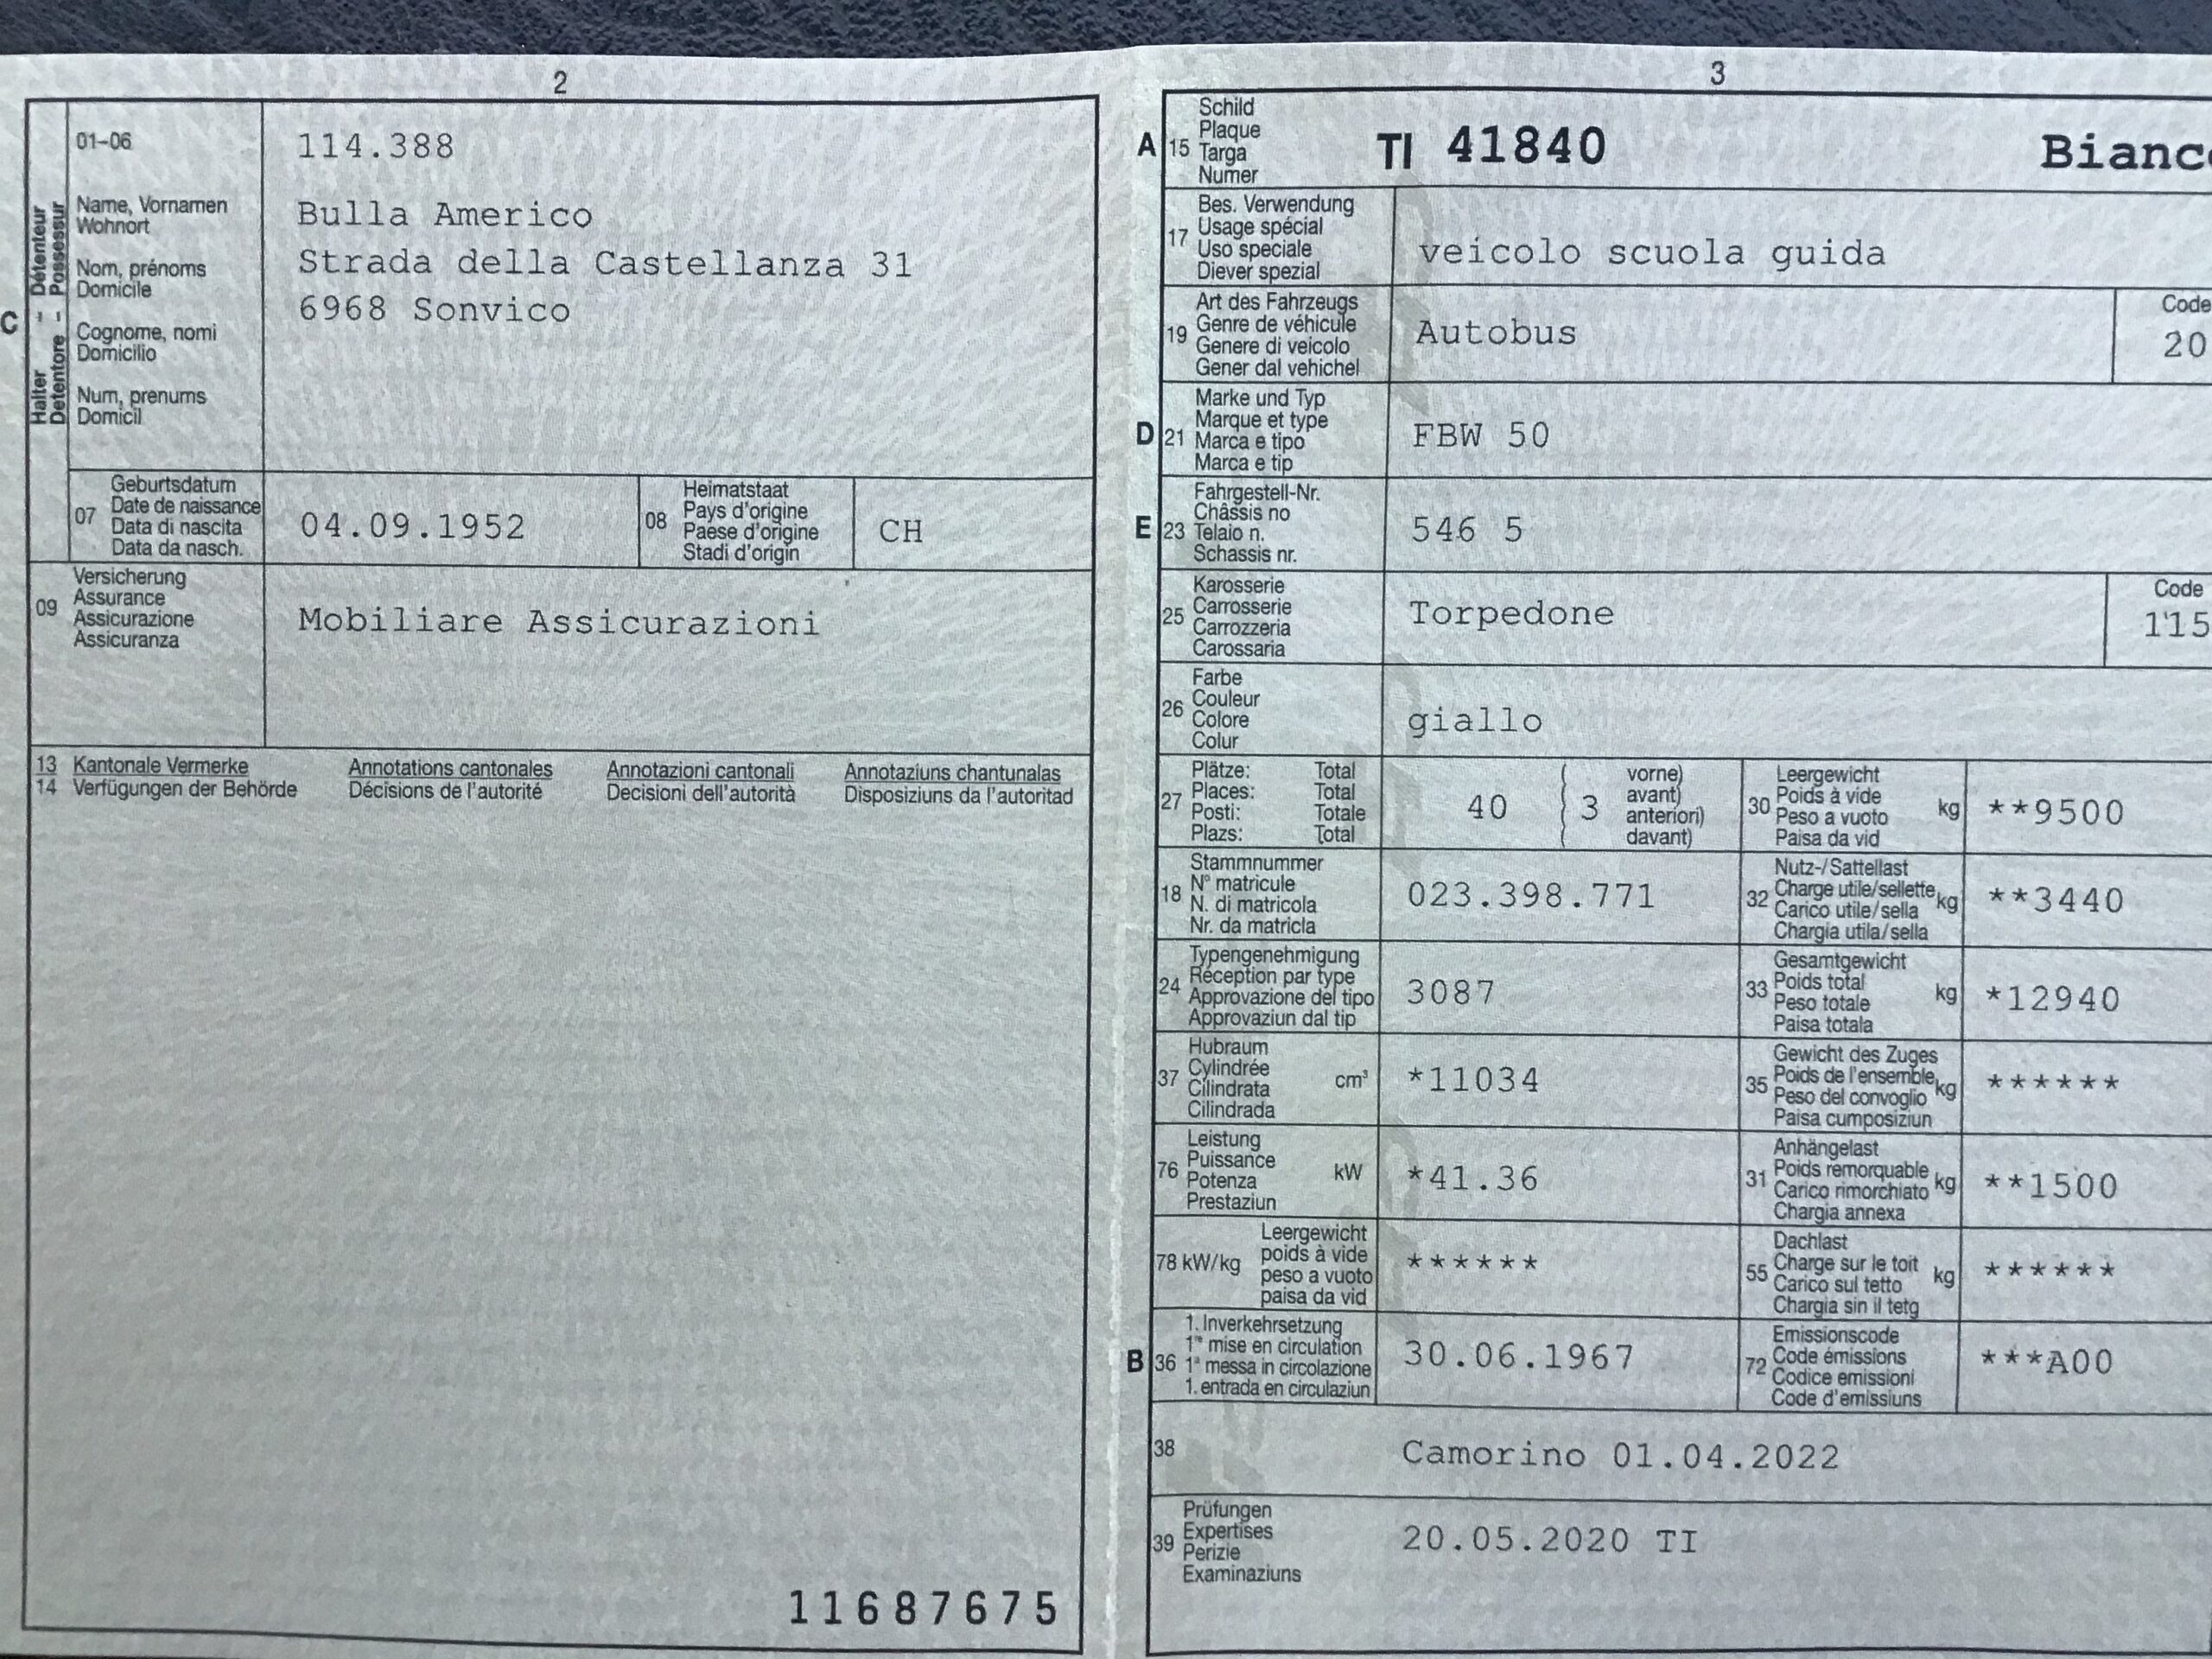 2
C
Halter – Détenteur
Detentore – Possessur
01–06
114.388
Name, Vornamen
Wohnort
Nom, prénoms
Domicile
Cognome, nomi
Domicilio
Num, prenums
Domicil
Bulla Americo
Strada della Castellanza 31
6968 Sonvico
07
Geburtsdatum
Date de naissance
Data di nascita
Data da nasch.
04.09.1952
08
Heimatstaat
Pays d'origine
Paese d'origine
Stadi d'origin
CH
09
Versicherung
Assurance
Assicurazione
Assicuranza
Mobiliare Assicurazioni
13 Kantonale Vermerke Annotations cantonales Annotazioni cantonali Annotaziuns chantunalas
14 Verfügungen der Behörde Décisions de l'autorité Decisioni dell'autorità Disposiziuns da l'autoritad
11687675
3
A
15
Schild
Plaque
Targa
Numer
TI 41840
17
Bes. Verwendung
Usage spécial
Uso speciale
Diever spezial
veicolo scuola guida
19
Art des Fahrzeugs
Genre de véhicule
Genere di veicolo
Gener dal vehichel
Autobus
Code
20
D
21
Marke und Typ
Marque et type
Marca e tipo
Marca e tip
FBW 50
E
23
Fahrgestell-Nr.
Châssis no
Telaio n.
Schassis nr.
546 5
25
Karosserie
Carrosserie
Carrozzeria
Carossaria
Torpedone
Code
1'15
26
Farbe
Couleur
Colore
Colur
giallo
27
Plätze: Total
Places: Total
Posti: Totale
Plazs: Total
40
3
vorne)
avant)
anteriori)
davant)
30
Leergewicht
Poids à vide
Peso a vuoto
Paisa da vid
kg
**9500
18
Stammnummer
N° matricule
N. di matricola
Nr. da matricla
023.398.771
32
Nutz-/Sattellast
Charge utile/sellette
Carico utile/sella
Chargia utila/sella
kg
**3440
24
Typengenehmigung
Réception par type
Approvazione del tipo
Approvaziun dal tip
3087
33
Gesamtgewicht
Poids total
Peso totale
Paisa totala
kg
*12940
37
Hubraum
Cylindrée
Cilindrata
Cilindrada
cm³
*11034
35
Gewicht des Zuges
Poids de l'ensemble
Peso del convoglio
Paisa cumposiziun
kg
******
76
Leistung
Puissance
Potenza
Prestaziun
kW
*41.36
31
Anhängelast
Poids remorquable
Carico rimorchiato
Chargia annexa
kg
**1500
78 kW/kg
Leergewicht
poids à vide
peso a vuoto
paisa da vid
******
55
Dachlast
Charge sur le toit
Carico sul tetto
Chargia sin il tetg
kg
******
B
36
1. Inverkehrsetzung
1re mise en circulation
1a messa in circolazione
1. entrada en circulaziun
30.06.1967
72
Emissionscode
Code émissions
Codice emissioni
Code d'emissiuns
***A00
38
Camorino 01.04.2022
39
Prüfungen
Expertises
Perizie
Examinaziuns
20.05.2020 TI